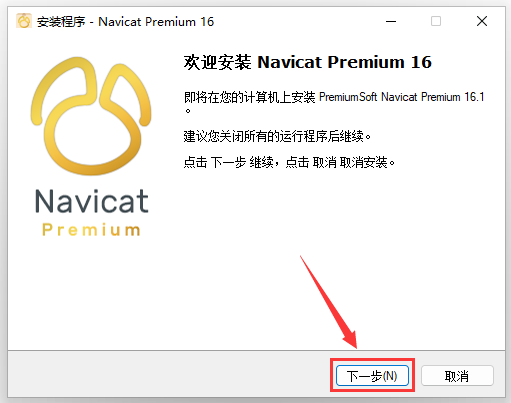 安装程序 - Navicat Premium 16
Navicat
Premium
欢迎安装 Navicat Premium 16
即将在您的计算机上安装 PremiumSoft Navicat Premium 16.1
。
建议您关闭所有的运行程序后继续。
点击 下一步 继续，点击 取消 取消安装。
下一步(N)
取消